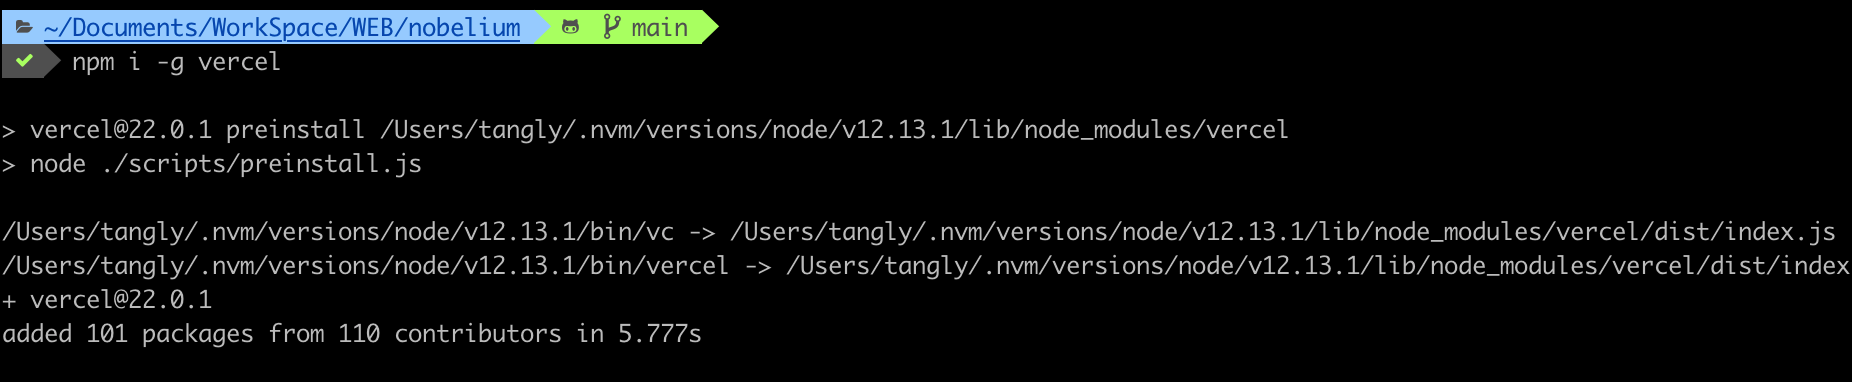 ~/Documents/WorkSpace/WEB/nobelium main
npm i -g vercel
> vercel@22.0.1 preinstall /Users/tangly/.nvm/versions/node/v12.13.1/lib/node_modules/vercel
> node ./scripts/preinstall.js
/Users/tangly/.nvm/versions/node/v12.13.1/bin/vc -> /Users/tangly/.nvm/versions/node/v12.13.1/lib/node_modules/vercel/dist/index.js
/Users/tangly/.nvm/versions/node/v12.13.1/bin/vercel -> /Users/tangly/.nvm/versions/node/v12.13.1/lib/node_modules/vercel/dist/index
+ vercel@22.0.1
added 101 packages from 110 contributors in 5.777s